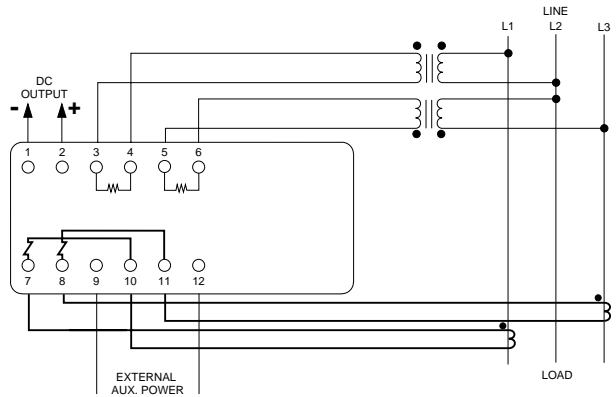 LINE
L1 L2 L3
DC
OUTPUT
- +
1 2 3 4 5 6
7 8 9 10 11 12
EXTERNAL
AUX. POWER
LOAD